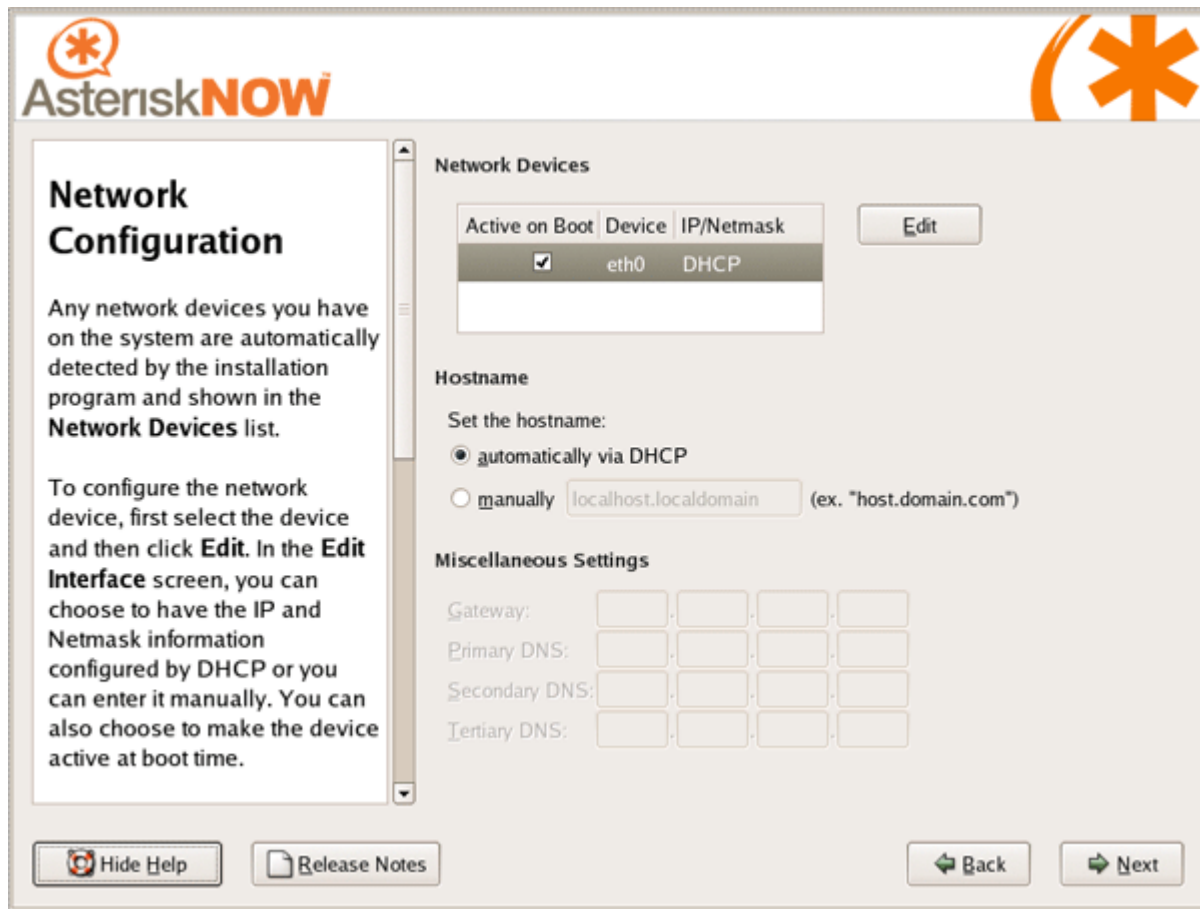 AsteriskNOW™
Network
Configuration
Any network devices you have
on the system are automatically
detected by the installation
program and shown in the
Network Devices list.
To configure the network
device, first select the device
and then click Edit. In the Edit
Interface screen, you can
choose to have the IP and
Netmask information
configured by DHCP or you
can enter it manually. You can
also choose to make the device
active at boot time.
Network Devices
Active on Boot Device IP/Netmask
eth0 DHCP
Edit
Hostname
Set the hostname:
automatically via DHCP
manually localhost.localdomain (ex. "host.domain.com")
Miscellaneous Settings
Gateway: . . .
Primary DNS: . . .
Secondary DNS: . . .
Tertiary DNS: . . .
Hide Help Release Notes Back Next